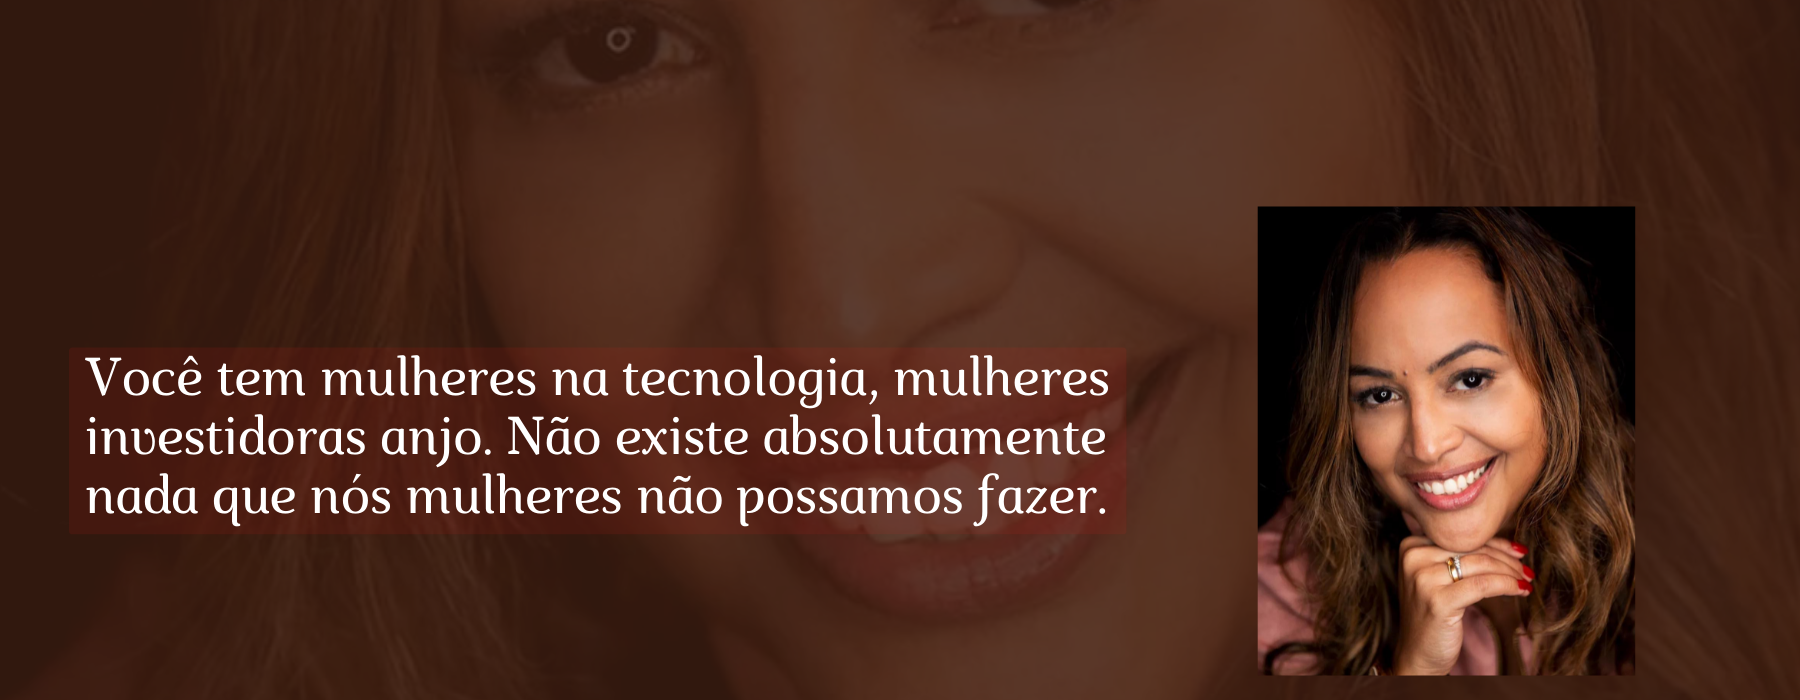 Você tem mulheres na tecnologia, mulheres
investidoras anjo. Não existe absolutamente
nada que nós mulheres não possamos fazer.